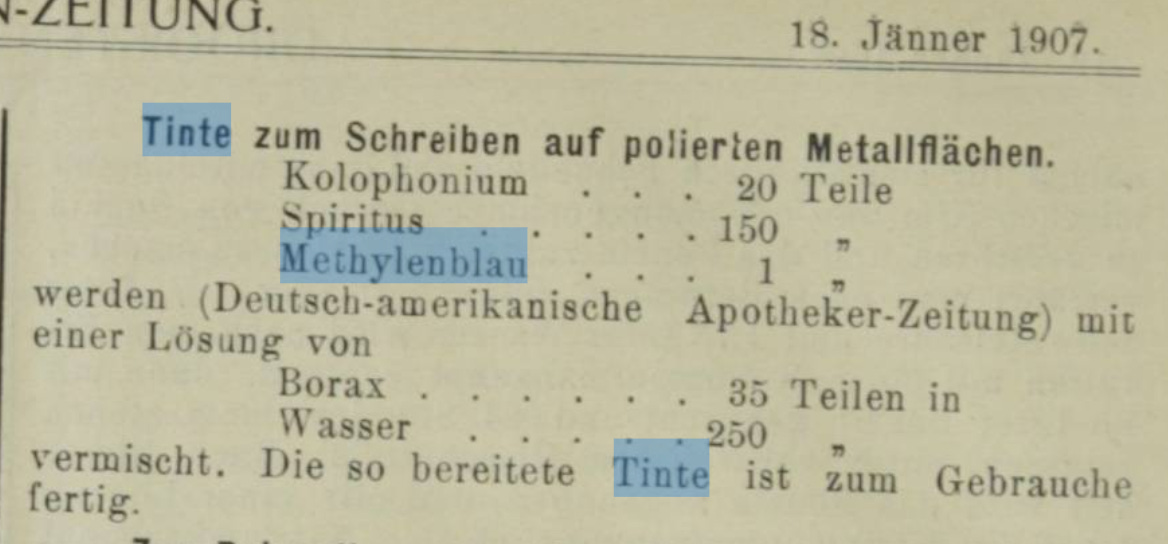 N-ZEITUNG.
18. Jänner 1907.
Tinte zum Schreiben auf polierten Metallflächen.
Kolophonium . . . 20 Teile
Spiritus . . . . . 150 „
Methylenblau . . . 1 „
werden (Deutsch-amerikanische Apotheker-Zeitung) mit
einer Lösung von
Borax . . . . . . 35 Teilen in
Wasser . . . . . 250 „
vermischt. Die so bereitete Tinte ist zum Gebrauche
fertig.